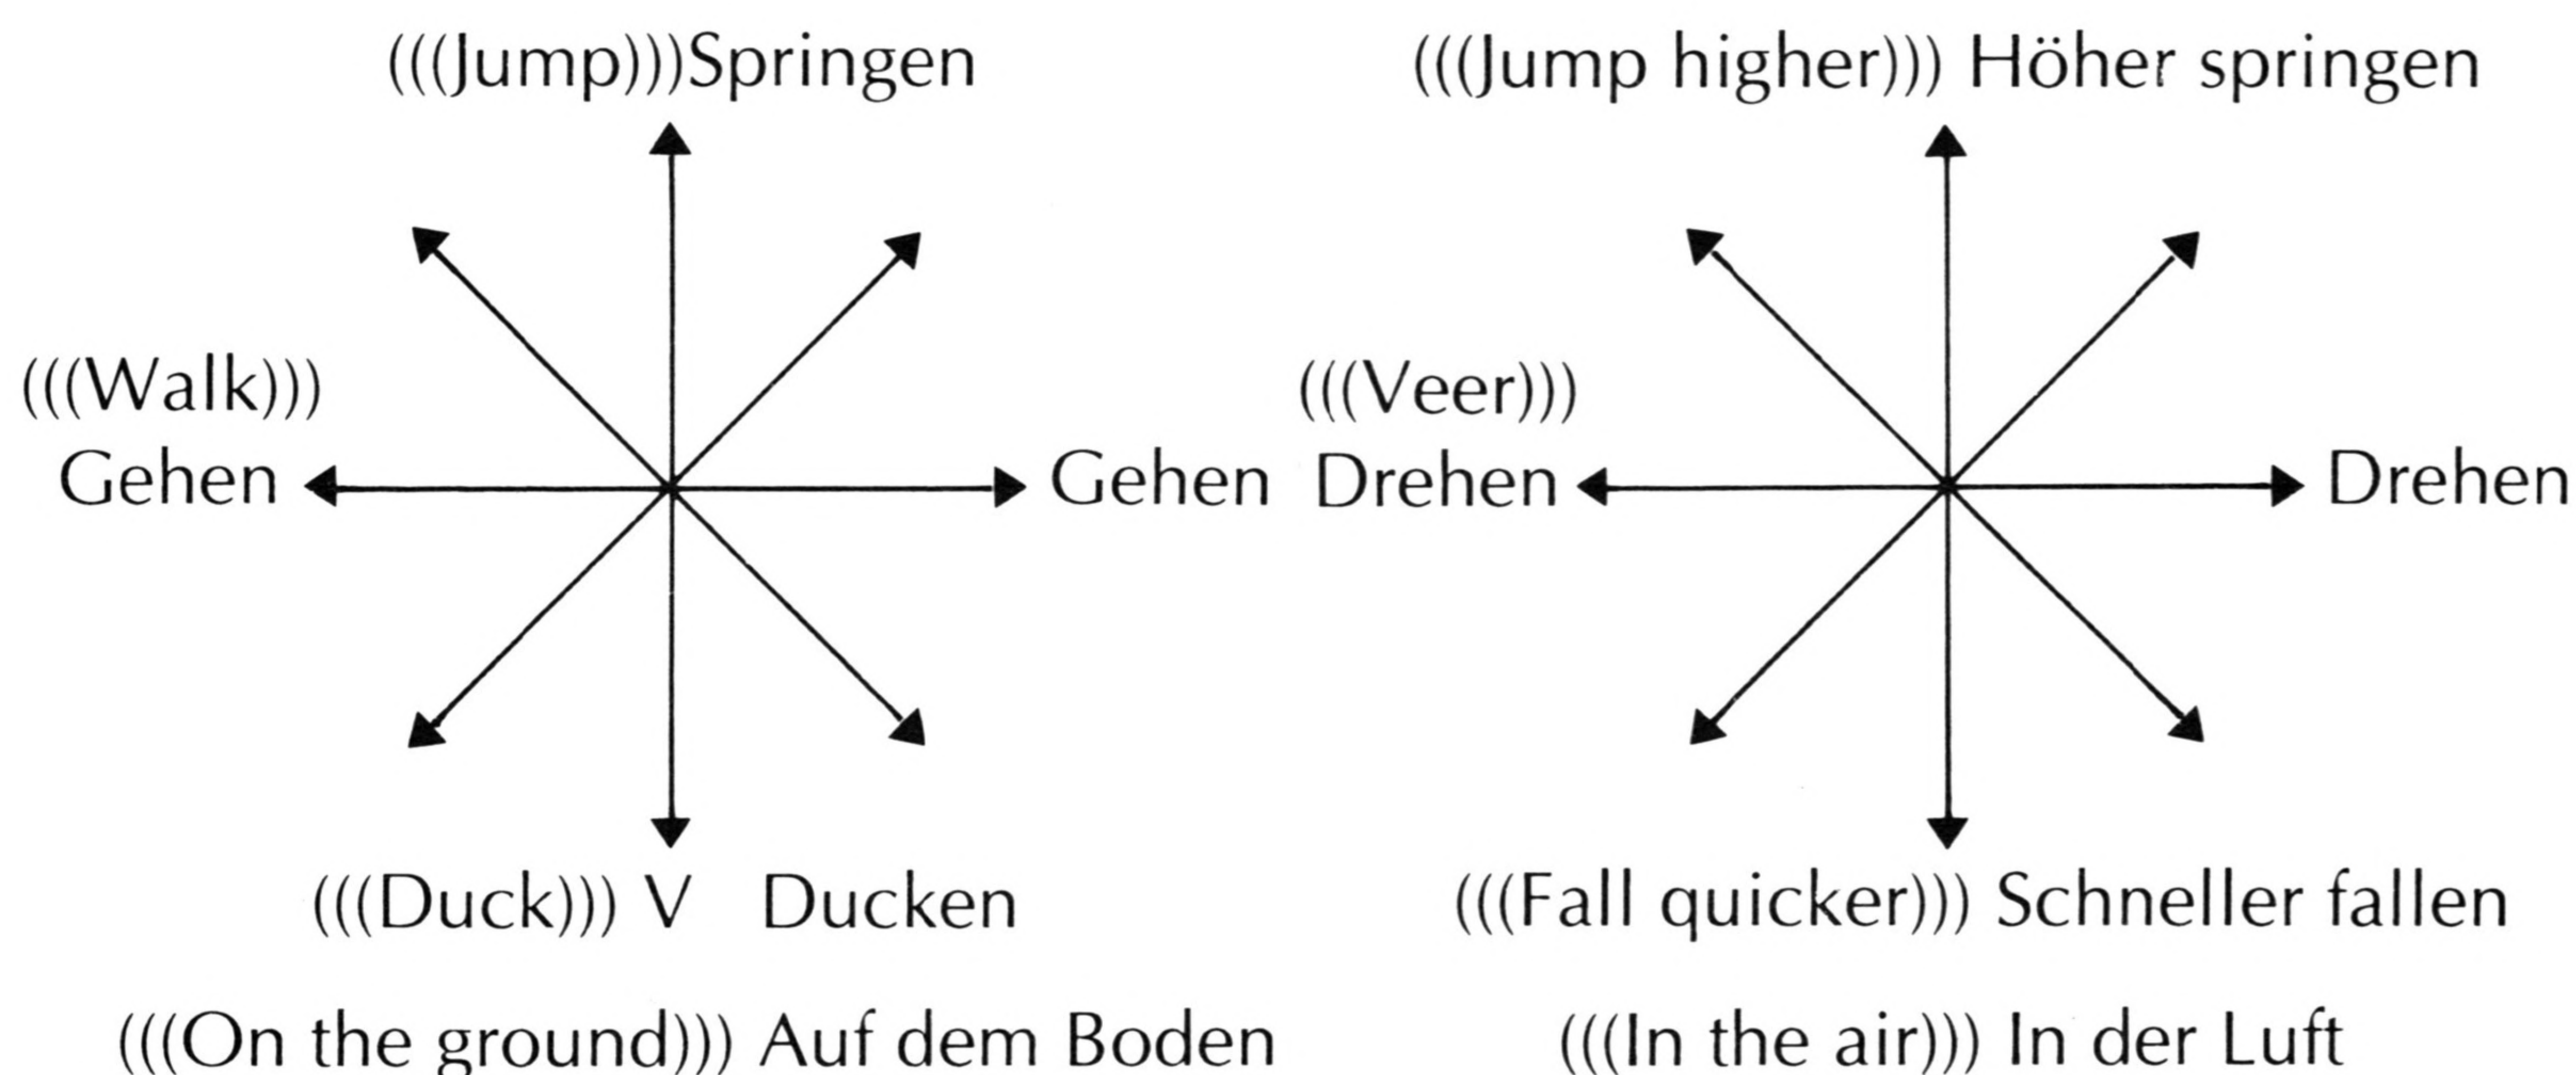 (((Jump)))Springen
(((Walk)))
Gehen
Gehen
(((Duck))) V Ducken
(((On the ground))) Auf dem Boden
(((Jump higher))) Höher springen
(((Veer)))
Drehen
Drehen
(((Fall quicker))) Schneller fallen
(((In the air))) In der Luft